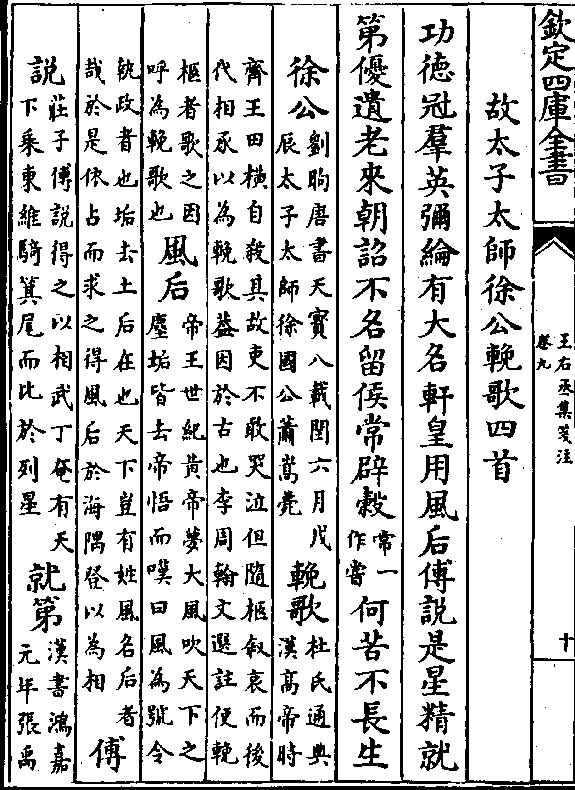 欽定四庫全書
王右丞集箋注
卷九
十
故太子太師徐公輓歌四首
功德冠羣英彌綸有大名軒皇用風后傅說是星精就
第優遺老來朝詔不名留侯常辟穀
常一
作嘗
何苦不長生
徐公
劉昫唐書天寳八載閏六月戊
辰太子太師徐國公蕭嵩薨
輓歌
杜氏通典
漢高帝時
齊王田橫自殺其故吏不敢哭泣但隨柩叙哀而後
代相承以為輓歌葢因於古也李周翰文選註使輓
柩者歌之因
呼為輓歌也
風后
帝王世紀黃帝夢大風吹天下之
塵垢皆去帝悟而嘆曰風為號令
執政者也垢去土后在也天下豈有姓風名后者
哉於是依占而求之得風后於海隅登以為相
傅
說
莊子傅說得之以相武丁奄有天
下乘東維騎箕尾而比於列星
就第
漢書鴻嘉
元年張禹